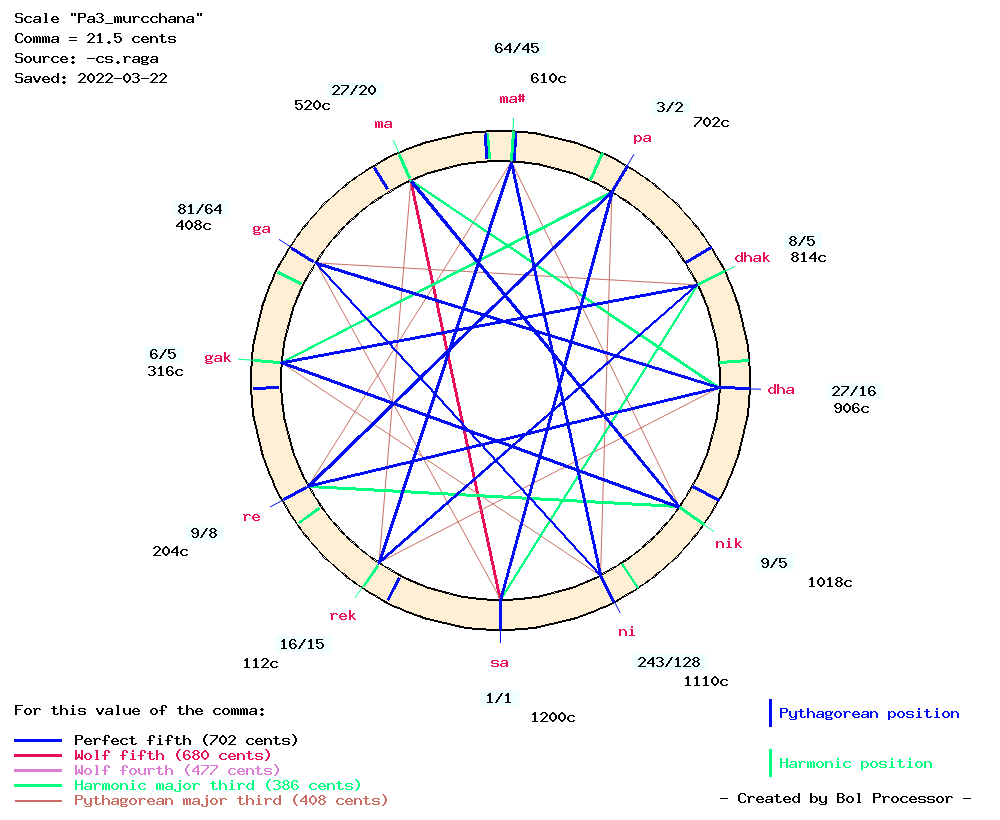 Scale "Pa3_murcchana"
Comma = 21.5 cents
Source: -cs.raga
Saved: 2022-03-22
64/45
610c
ma#
27/20
520c
ma
3/2
702c
pa
81/64
408c
ga
8/5
814c
dhak
6/5
316c
gak
dha
27/16
906c
re
9/8
204c
nik
9/5
1018c
rek
16/15
112c
ni
243/128
1110c
sa
1/1
1200c
For this value of the comma:
Perfect fifth (702 cents)
Wolf fifth (680 cents)
Wolf fourth (477 cents)
Harmonic major third (386 cents)
Pythagorean major third (408 cents)
Pythagorean position
Harmonic position
- Created by Bol Processor -